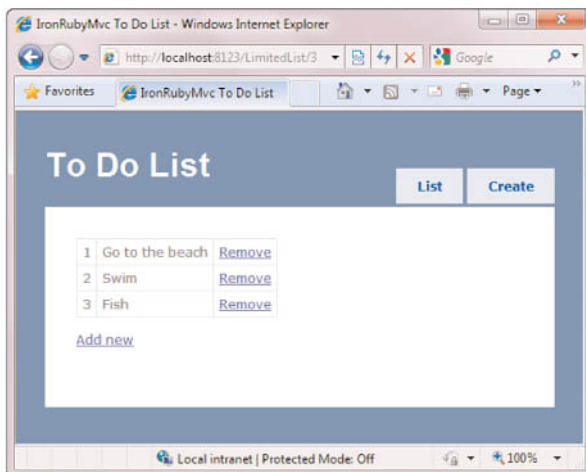 IronRubyMvc To Do List - Windows Internet Explorer
http://localhost:8123/LimitedList/3
Google
Favorites
IronRubyMvc To Do List
Page
To Do List
List
Create
1 Go to the beach Remove
2 Swim Remove
3 Fish Remove
Add new
Local intranet | Protected Mode: Off
100%